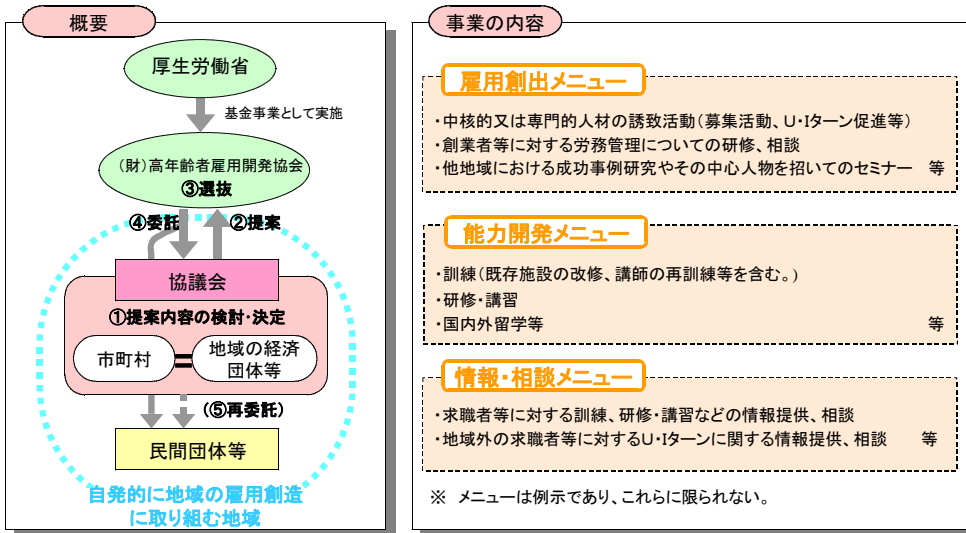 概要
厚生労働省
基金事業として実施
（財）高年齢者雇用開発協会
③選抜
④委託
②提案
協議会
①提案内容の検討・決定
市町村
地域の経済
団体等
（⑤再委託）
民間団体等
自発的に地域の雇用創造
に取り組む地域
事業の内容
雇用創出メニュー
・中核的又は専門的人材の誘致活動（募集活動、Ｕ・Ｉターン促進等）
・創業者等に対する労務管理についての研修、相談
・他地域における成功事例研究やその中心人物を招いてのセミナー　等
能力開発メニュー
・訓練（既存施設の改修、講師の再訓練等を含む。）
・研修・講習
・国内外留学等　等
情報・相談メニュー
・求職者等に対する訓練、研修・講習などの情報提供、相談
・地域外の求職者等に対するＵ・Ｉターンに関する情報提供、相談　等
※　メニューは例示であり、これらに限られない。